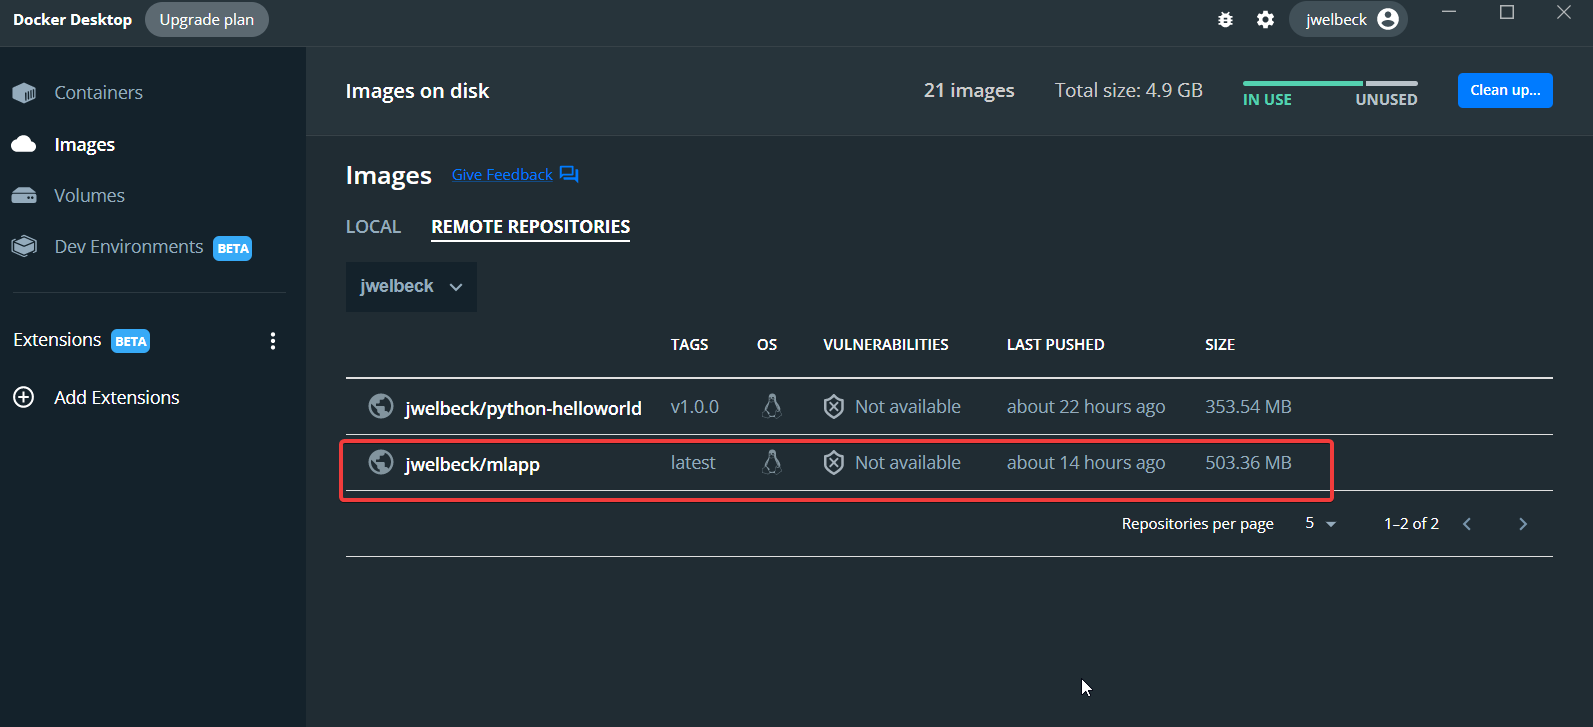 Docker Desktop Upgrade plan jwelbeck
Containers
Images
Volumes
Dev Environments BETA
Extensions BETA
Add Extensions
Images on disk 21 images Total size: 4.9 GB IN USE UNUSED Clean up...
Images Give Feedback
LOCAL REMOTE REPOSITORIES
jwelbeck
TAGS OS VULNERABILITIES LAST PUSHED SIZE
jwelbeck/python-helloworld v1.0.0 Not available about 22 hours ago 353.54 MB
jwelbeck/mlapp latest Not available about 14 hours ago 503.36 MB
Repositories per page 5 1–2 of 2